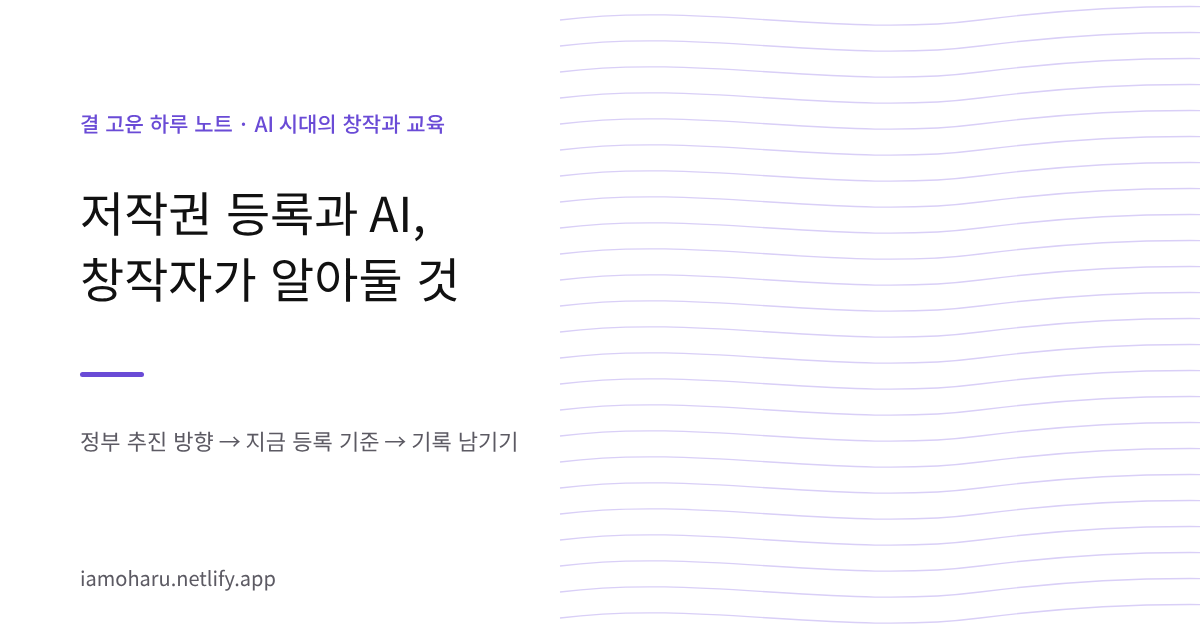 결 고운 하루 노트 · AI 시대의 창작과 교육
저작권 등록과 AI,
창작자가 알아둘 것
정부 추진 방향 → 지금 등록 기준 → 기록 남기기
iamoharu.netlify.app